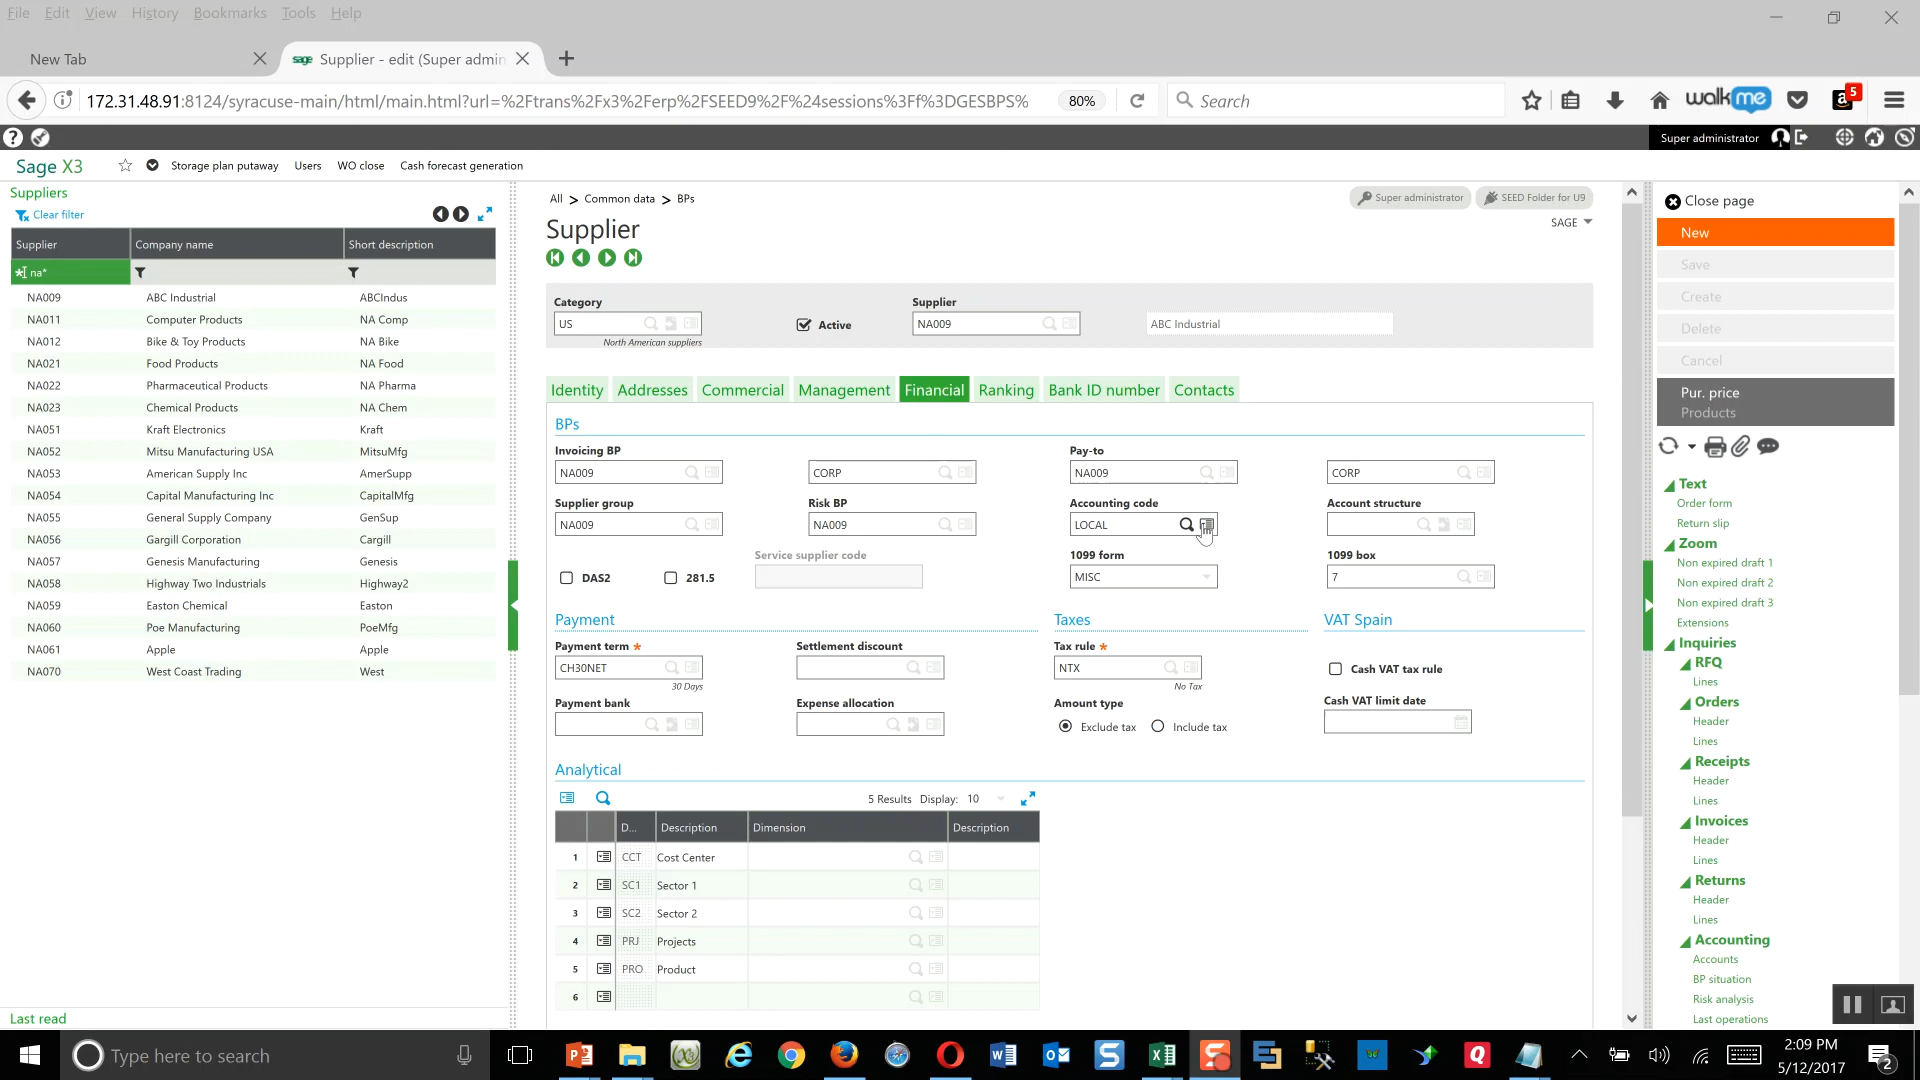 File Edit View History Bookmarks Tools Help
New Tab
sage Supplier - edit (Super admin
172.31.48.91:8124/syracuse-main/html/main.html?url=%2Ftrans%2Fx3%2Ferp%2FSEED9%2F%24sessions%3Ff%3DGESBPS%
80%
Search
walkme
a 5
?
Super administrator
Sage X3
Storage plan putaway Users WO close Cash forecast generation
Suppliers
Clear filter
Supplier Company name Short description
na*
NA009 ABC Industrial ABCIndus
NA011 Computer Products NA Comp
NA012 Bike & Toy Products NA Bike
NA021 Food Products NA Food
NA022 Pharmaceutical Products NA Pharma
NA023 Chemical Products NA Chem
NA051 Kraft Electronics Kraft
NA052 Mitsu Manufacturing USA MitsuMfg
NA053 American Supply Inc AmerSupp
NA054 Capital Manufacturing Inc CapitalMfg
NA055 General Supply Company GenSup
NA056 Gargill Corporation Cargill
NA057 Genesis Manufacturing Genesis
NA058 Highway Two Industrials Highway2
NA059 Easton Chemical Easton
NA060 Poe Manufacturing PoeMfg
NA061 Apple Apple
NA070 West Coast Trading West
Last read
All > Common data > BPs
Super administrator
SEED Folder for U9
Supplier
SAGE
Category
US
North American suppliers
Active
Supplier
NA009
ABC Industrial
Identity Addresses Commercial Management Financial Ranking Bank ID number Contacts
BPs
Invoicing BP Pay-to
NA009 CORP NA009 CORP
Supplier group Risk BP Accounting code Account structure
NA009 NA009 LOCAL
Service supplier code 1099 form 1099 box
DAS2 281.5 MISC 7
Payment Taxes VAT Spain
Payment term * Settlement discount Tax rule *
CH30NET NTX Cash VAT tax rule
30 Days No Tax
Payment bank Expense allocation Amount type Cash VAT limit date
Exclude tax Include tax
Analytical
5 Results Display: 10
D... Description Dimension Description
1 CCT Cost Center
2 SC1 Sector 1
3 SC2 Sector 2
4 PRJ Projects
5 PRO Product
6
Close page
New
Save
Create
Delete
Cancel
Pur. price
Products
Text
Order form
Return slip
Zoom
Non expired draft 1
Non expired draft 2
Non expired draft 3
Extensions
Inquiries
RFQ
Lines
Orders
Header
Lines
Receipts
Header
Lines
Invoices
Header
Lines
Returns
Header
Lines
Accounting
Accounts
BP situation
Risk analysis
Last operations
Type here to search
2:09 PM
5/12/2017
2